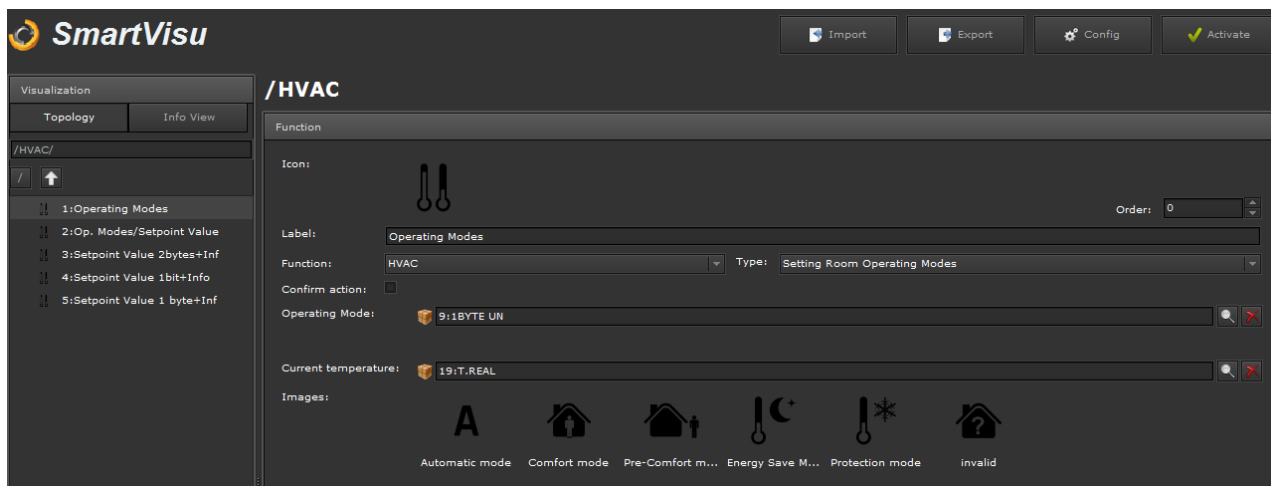 SmartVisu
Import Export Config Activate
Visualization
Topology Info View
/HVAC/
/
1:Operating Modes
2:Op. Modes/Setpoint Value
3:Setpoint Value 2bytes+Inf
4:Setpoint Value 1bit+Info
5:Setpoint Value 1 byte+Inf
/HVAC
Function
Icon:
Order: 0
Label: Operating Modes
Function: HVAC Type: Setting Room Operating Modes
Confirm action:
Operating Mode: 9:1BYTE UN
Current temperature: 19:T.REAL
Images:
A
?
Automatic mode Comfort mode Pre-Comfort m... Energy Save M... Protection mode invalid